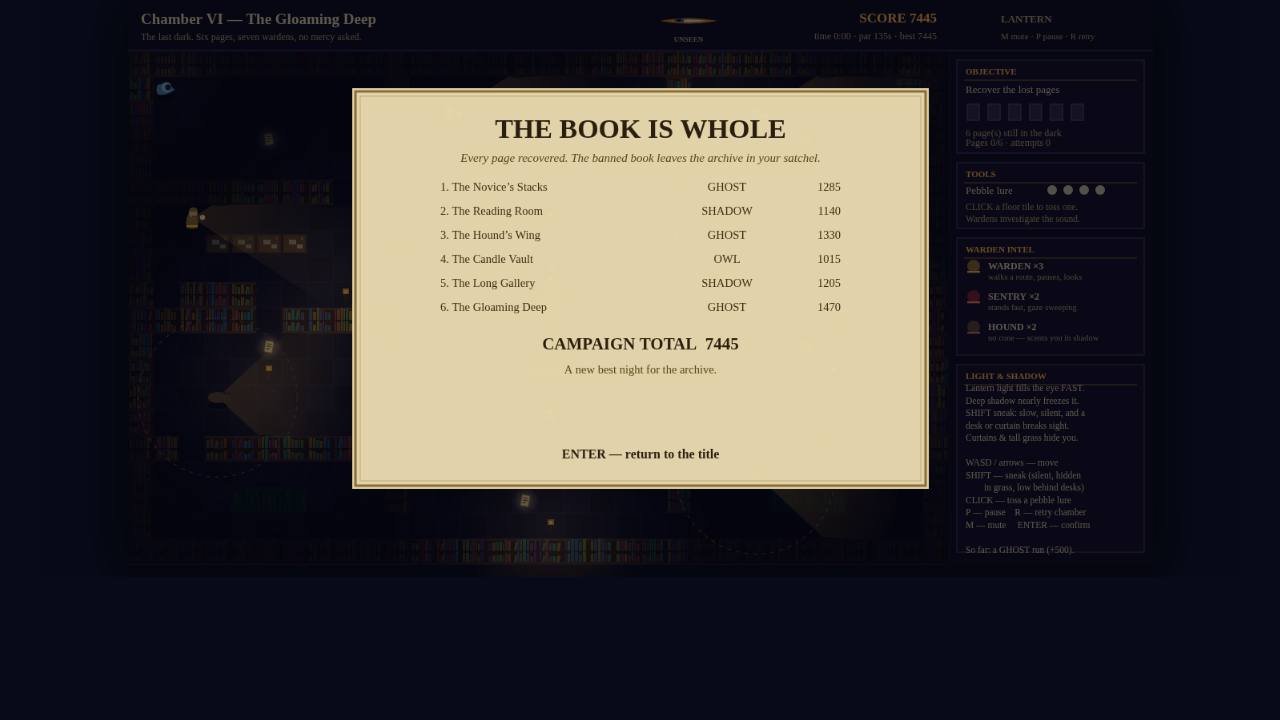 Chamber VI — The Gloaming Deep
The last dark. Six pages, seven wardens, no mercy asked.
UNSEEN
SCORE 7445
time 0:00 · par 135s · best 7445
LANTERN
M mute · P pause · R retry
THE BOOK IS WHOLE
Every page recovered. The banned book leaves the archive in your satchel.
1. The Novice’s Stacks GHOST 1285
2. The Reading Room SHADOW 1140
3. The Hound’s Wing GHOST 1330
4. The Candle Vault OWL 1015
5. The Long Gallery SHADOW 1205
6. The Gloaming Deep GHOST 1470
CAMPAIGN TOTAL 7445
A new best night for the archive.
ENTER — return to the title
OBJECTIVE
Recover the lost pages
6 page(s) still in the dark
Pages 0/6 · attempts 0
TOOLS
Pebble lure
CLICK a floor tile to toss one.
Wardens investigate the sound.
WARDEN INTEL
WARDEN ×3
walks a route, pauses, looks
SENTRY ×2
stands fast, gaze sweeping
HOUND ×2
no cone — scents you in shadow
LIGHT & SHADOW
Lantern light fills the eye FAST.
Deep shadow nearly freezes it.
SHIFT sneak: slow, silent, and a
desk or curtain breaks sight.
Curtains & tall grass hide you.
WASD / arrows — move
SHIFT — sneak (silent, hidden
in grass, low behind desks)
CLICK — toss a pebble lure
P — pause R — retry chamber
M — mute ENTER — confirm
So far: a GHOST run (+500).